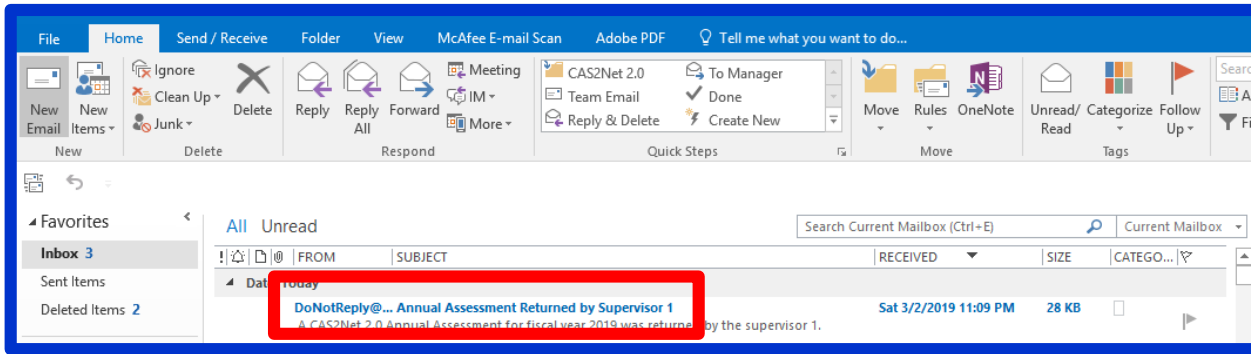 File Home Send / Receive Folder View McAfee E-mail Scan Adobe PDF Tell me what you want to do...
New Email
New Items
Ignore
Clean Up
Junk
Delete
Reply
Reply All
Forward
Meeting
IM
More
CAS2Net 2.0
Team Email
Reply & Delete
To Manager
Done
Create New
Move
Rules
OneNote
Unread/ Read
Categorize
Follow Up
New Delete Respond Quick Steps Move Tags
Favorites
Inbox 3
Sent Items
Deleted Items 2
All Unread
Search Current Mailbox (Ctrl+E) Current Mailbox
! FROM SUBJECT RECEIVED SIZE CATEGO...
Today
DoNotReply@... Annual Assessment Returned by Supervisor 1 Sat 3/2/2019 11:09 PM 28 KB
A CAS2Net 2.0 Annual Assessment for fiscal year 2019 was returned by the supervisor 1.